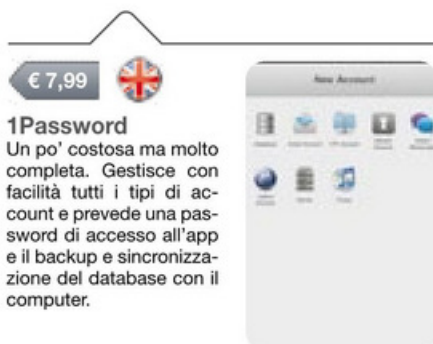 € 7,99
1Password
Un po' costosa ma molto
completa. Gestisce con
facilità tutti i tipi di ac-
count e prevede una pas-
sword di accesso all'app
e il backup e sincronizza-
zione del database con il
computer.
New Account